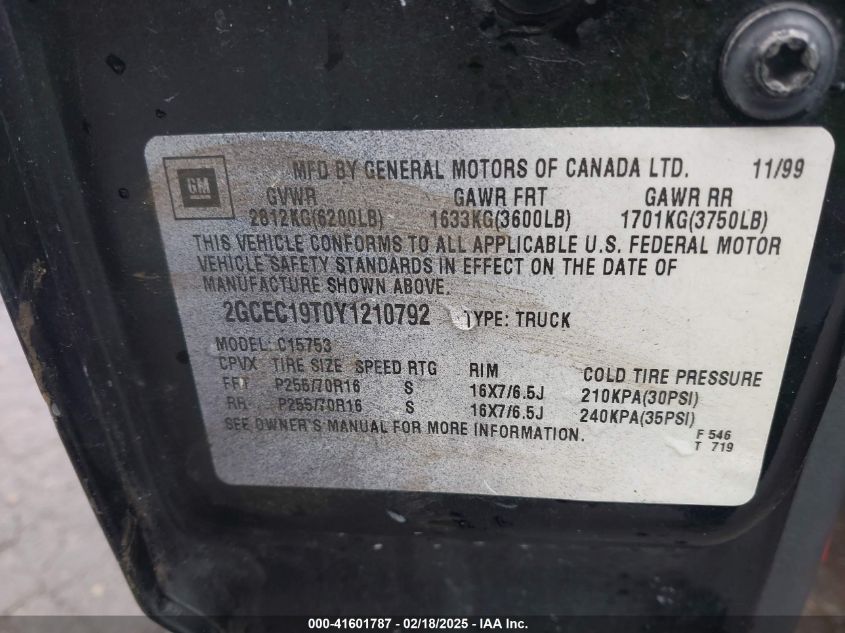 GM
MFD BY GENERAL MOTORS OF CANADA LTD. 11/99
GVWR GAWR FRT GAWR RR
2812KG(6200LB) 1633KG(3600LB) 1701KG(3750LB)
THIS VEHICLE CONFORMS TO ALL APPLICABLE U.S. FEDERAL MOTOR
VEHICLE SAFETY STANDARDS IN EFFECT ON THE DATE OF
MANUFACTURE SHOWN ABOVE.
2GCEC19T0Y1210792 TYPE: TRUCK
MODEL: C15753
CPVX TIRE SIZE SPEED RTG RIM COLD TIRE PRESSURE
FRT P255/70R16 S 16X7/6.5J 210KPA(30PSI)
RR P255/70R16 S 16X7/6.5J 240KPA(35PSI)
SEE OWNER'S MANUAL FOR MORE INFORMATION.
F 546
T 719
000-41601787 - 02/18/2025 - IAA Inc.